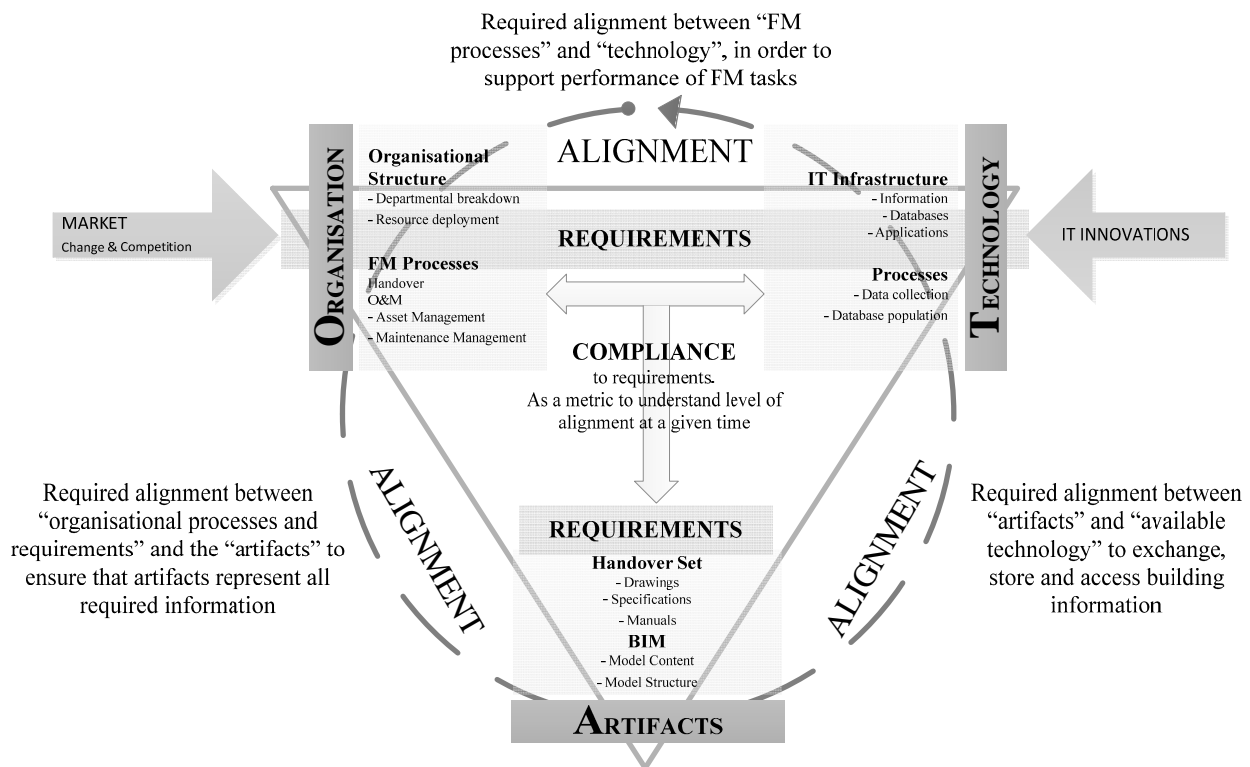 Required alignment between “FM
processes” and “technology”, in order to
support performance of FM tasks
ALIGNMENT
MARKET
Change & Competition
ORGANISATION
Organisational
Structure
- Departmental breakdown
- Resource deployment
FM Processes
Handover
O&M
- Asset Management
- Maintenance Management
REQUIREMENTS
IT Infrastructure
- Information
- Databases
- Applications
Processes
- Data collection
- Database population
TECHNOLOGY
IT INNOVATIONS
COMPLIANCE
to requirements.
As a metric to understand level of
alignment at a given time
Required alignment between
“organisational processes and
requirements” and the “artifacts” to
ensure that artifacts represent all
required information
ALIGNMENT
REQUIREMENTS
Handover Set
- Drawings
- Specifications
- Manuals
BIM
- Model Content
- Model Structure
ARTIFACTS
ALIGNMENT
Required alignment between
“artifacts” and “available
technology” to exchange,
store and access building
information